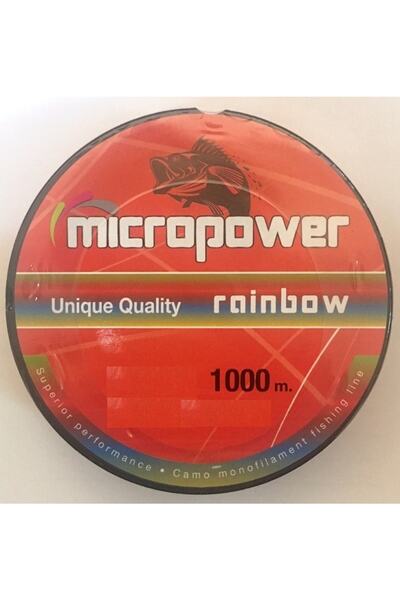 micropower
Unique Quality rainbow
1000 m.
Superior performance • Camo monofilament fishing line